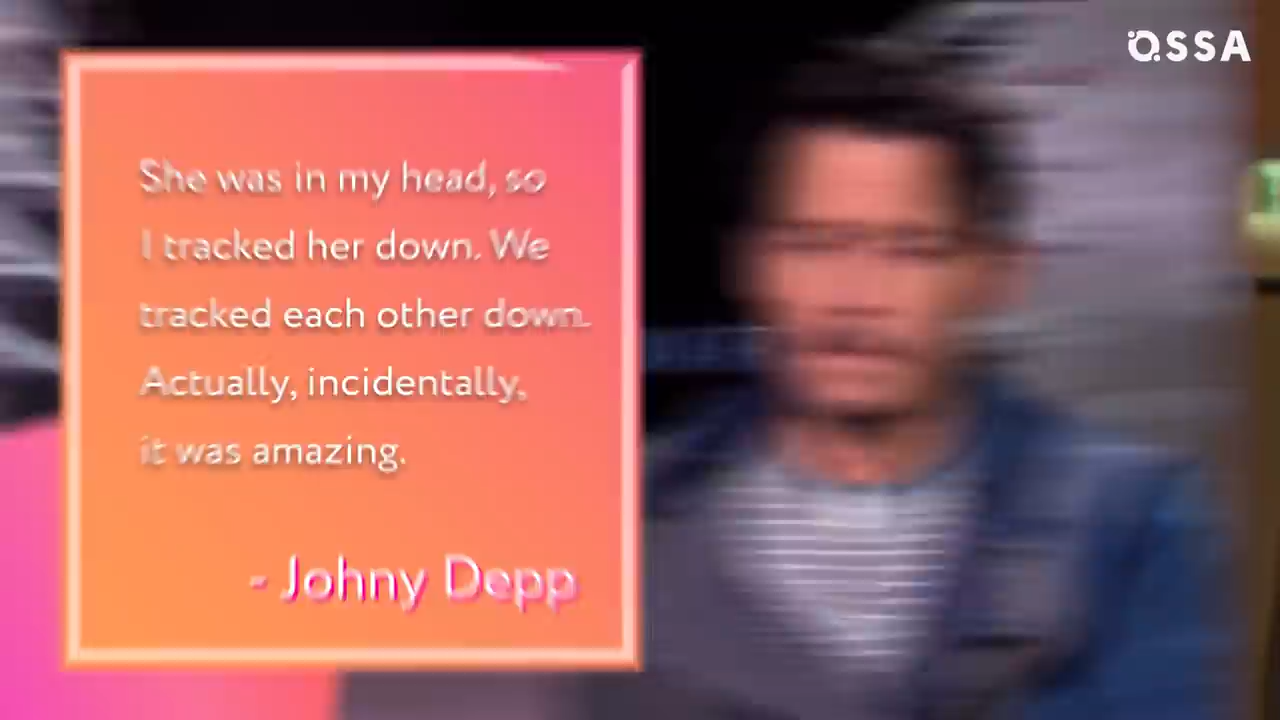 OSSA
She was in my head, so
I tracked her down. We
tracked each other down.
Actually, incidentally,
it was amazing.
- Johny Depp